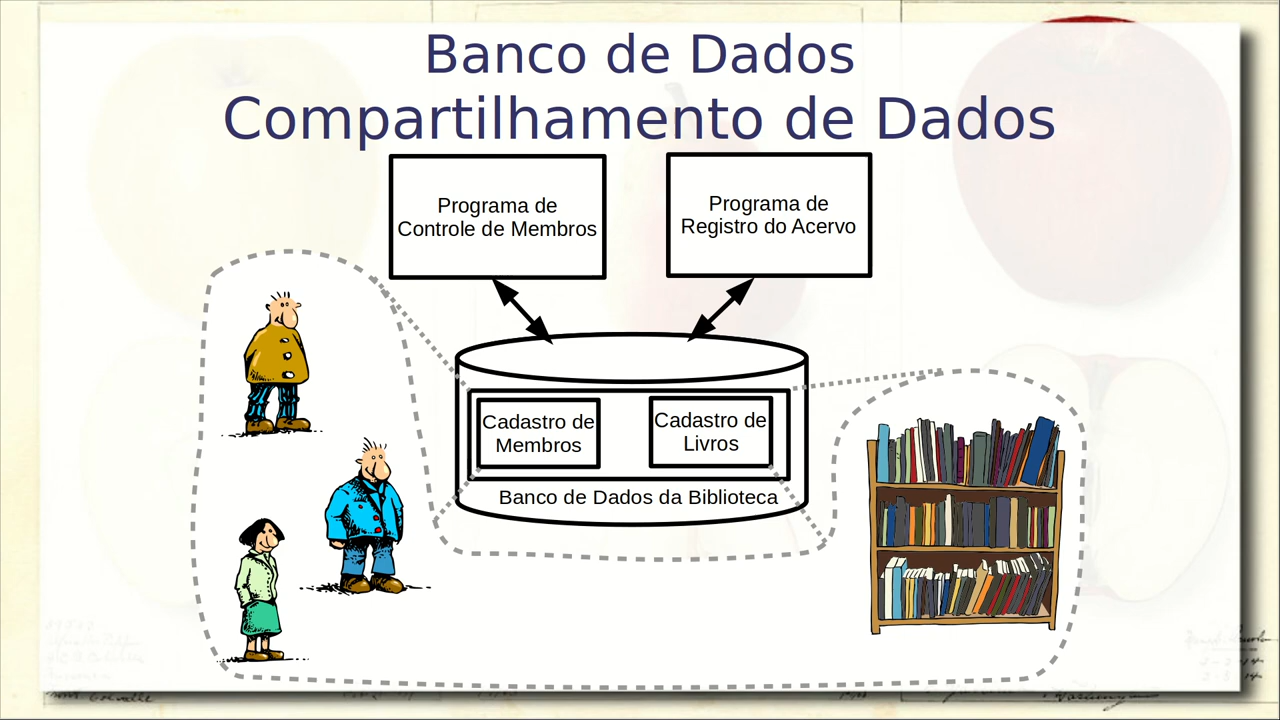 Banco de Dados
Compartilhamento de Dados
Programa de
Controle de Membros
Programa de
Registro do Acervo
Cadastro de
Membros
Cadastro de
Livros
Banco de Dados da Biblioteca